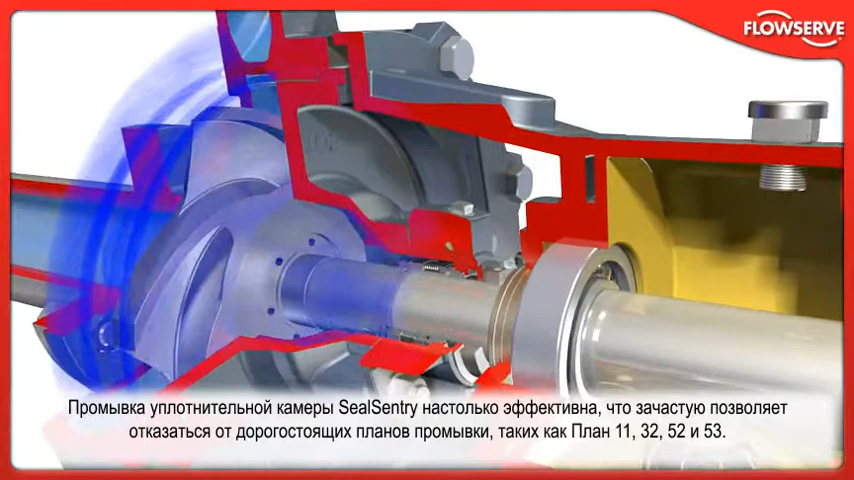 FLOWSERVE
Промывка уплотнительной камеры SealSentry настолько эффективна, что зачастую позволяет
отказаться от дорогостоящих планов промывки, таких как План 11, 32, 52 и 53.